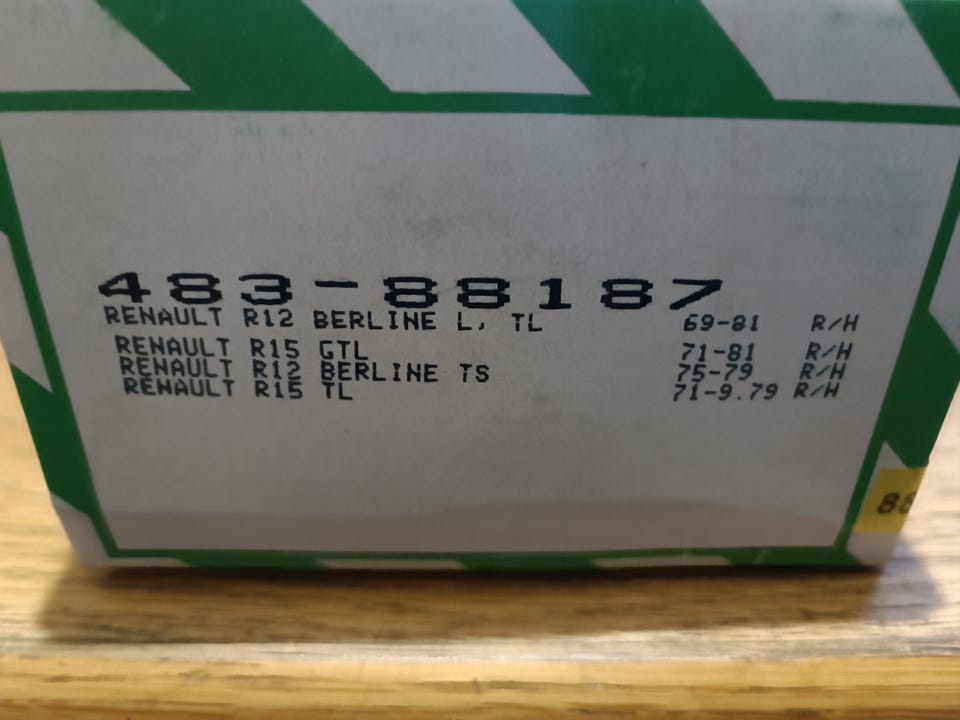 483-88187
RENAULT R12 BERLINE L, TL 69-81 R/H
RENAULT R15 GTL 71-81 R/H
RENAULT R12 BERLINE TS 75-79 R/H
RENAULT R15 TL 71-9.79 R/H
88